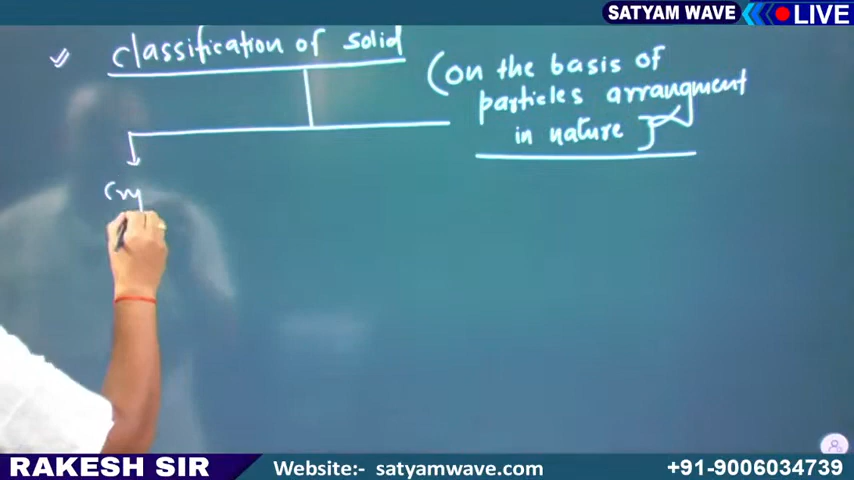 SATYAM WAVE LIVE
classification of solid
(on the basis of
particles arrangment
in nature
Cry
RAKESH SIR Website:- satyamwave.com +91-9006034739